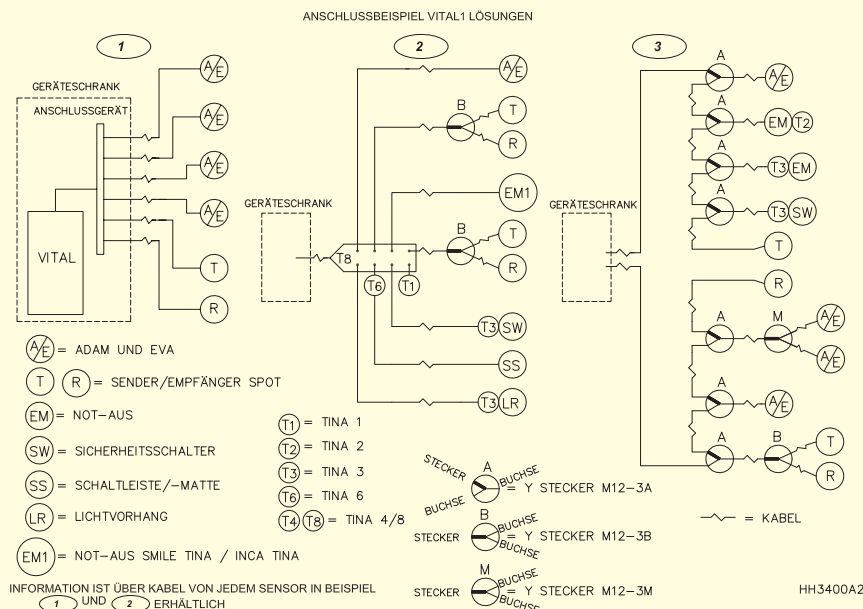 ANSCHLUSSBEISPIEL VITAL1 LÖSUNGEN
1
GERÄTESCHRANK
ANSCHLUSSGERÄT
VITAL
A/E
A/E
A/E
A/E
T
R
2
GERÄTESCHRANK
T8
T6
T1
A/E
B
T
R
EM1
B
T
R
T3 SW
SS
T3 LR
3
GERÄTESCHRANK
A
A/E
A
EM T2
A
T3 EM
A
T3 SW
T
R
A
M
A/E
A/E
A
A/E
A
B
T
R
A/E = ADAM UND EVA
T R = SENDER/EMPFÄNGER SPOT
EM = NOT-AUS
SW = SICHERHEITSSCHALTER
SS = SCHALTLEISTE/-MATTE
LR = LICHTVORHANG
EM1 = NOT-AUS SMILE TINA / INCA TINA
T1 = TINA 1
T2 = TINA 2
T3 = TINA 3
T6 = TINA 6
T4 T8 = TINA 4/8
STECKER A BUCHSE
BUCHSE = Y STECKER M12-3A
B BUCHSE
STECKER = Y STECKER M12-3B
BUCHSE
M BUCHSE
STECKER = Y STECKER M12-3M
BUCHSE
= KABEL
INFORMATION IST ÜBER KABEL VON JEDEM SENSOR IN BEISPIEL
1 UND 2 ERHÄLTLICH
HH3400A2